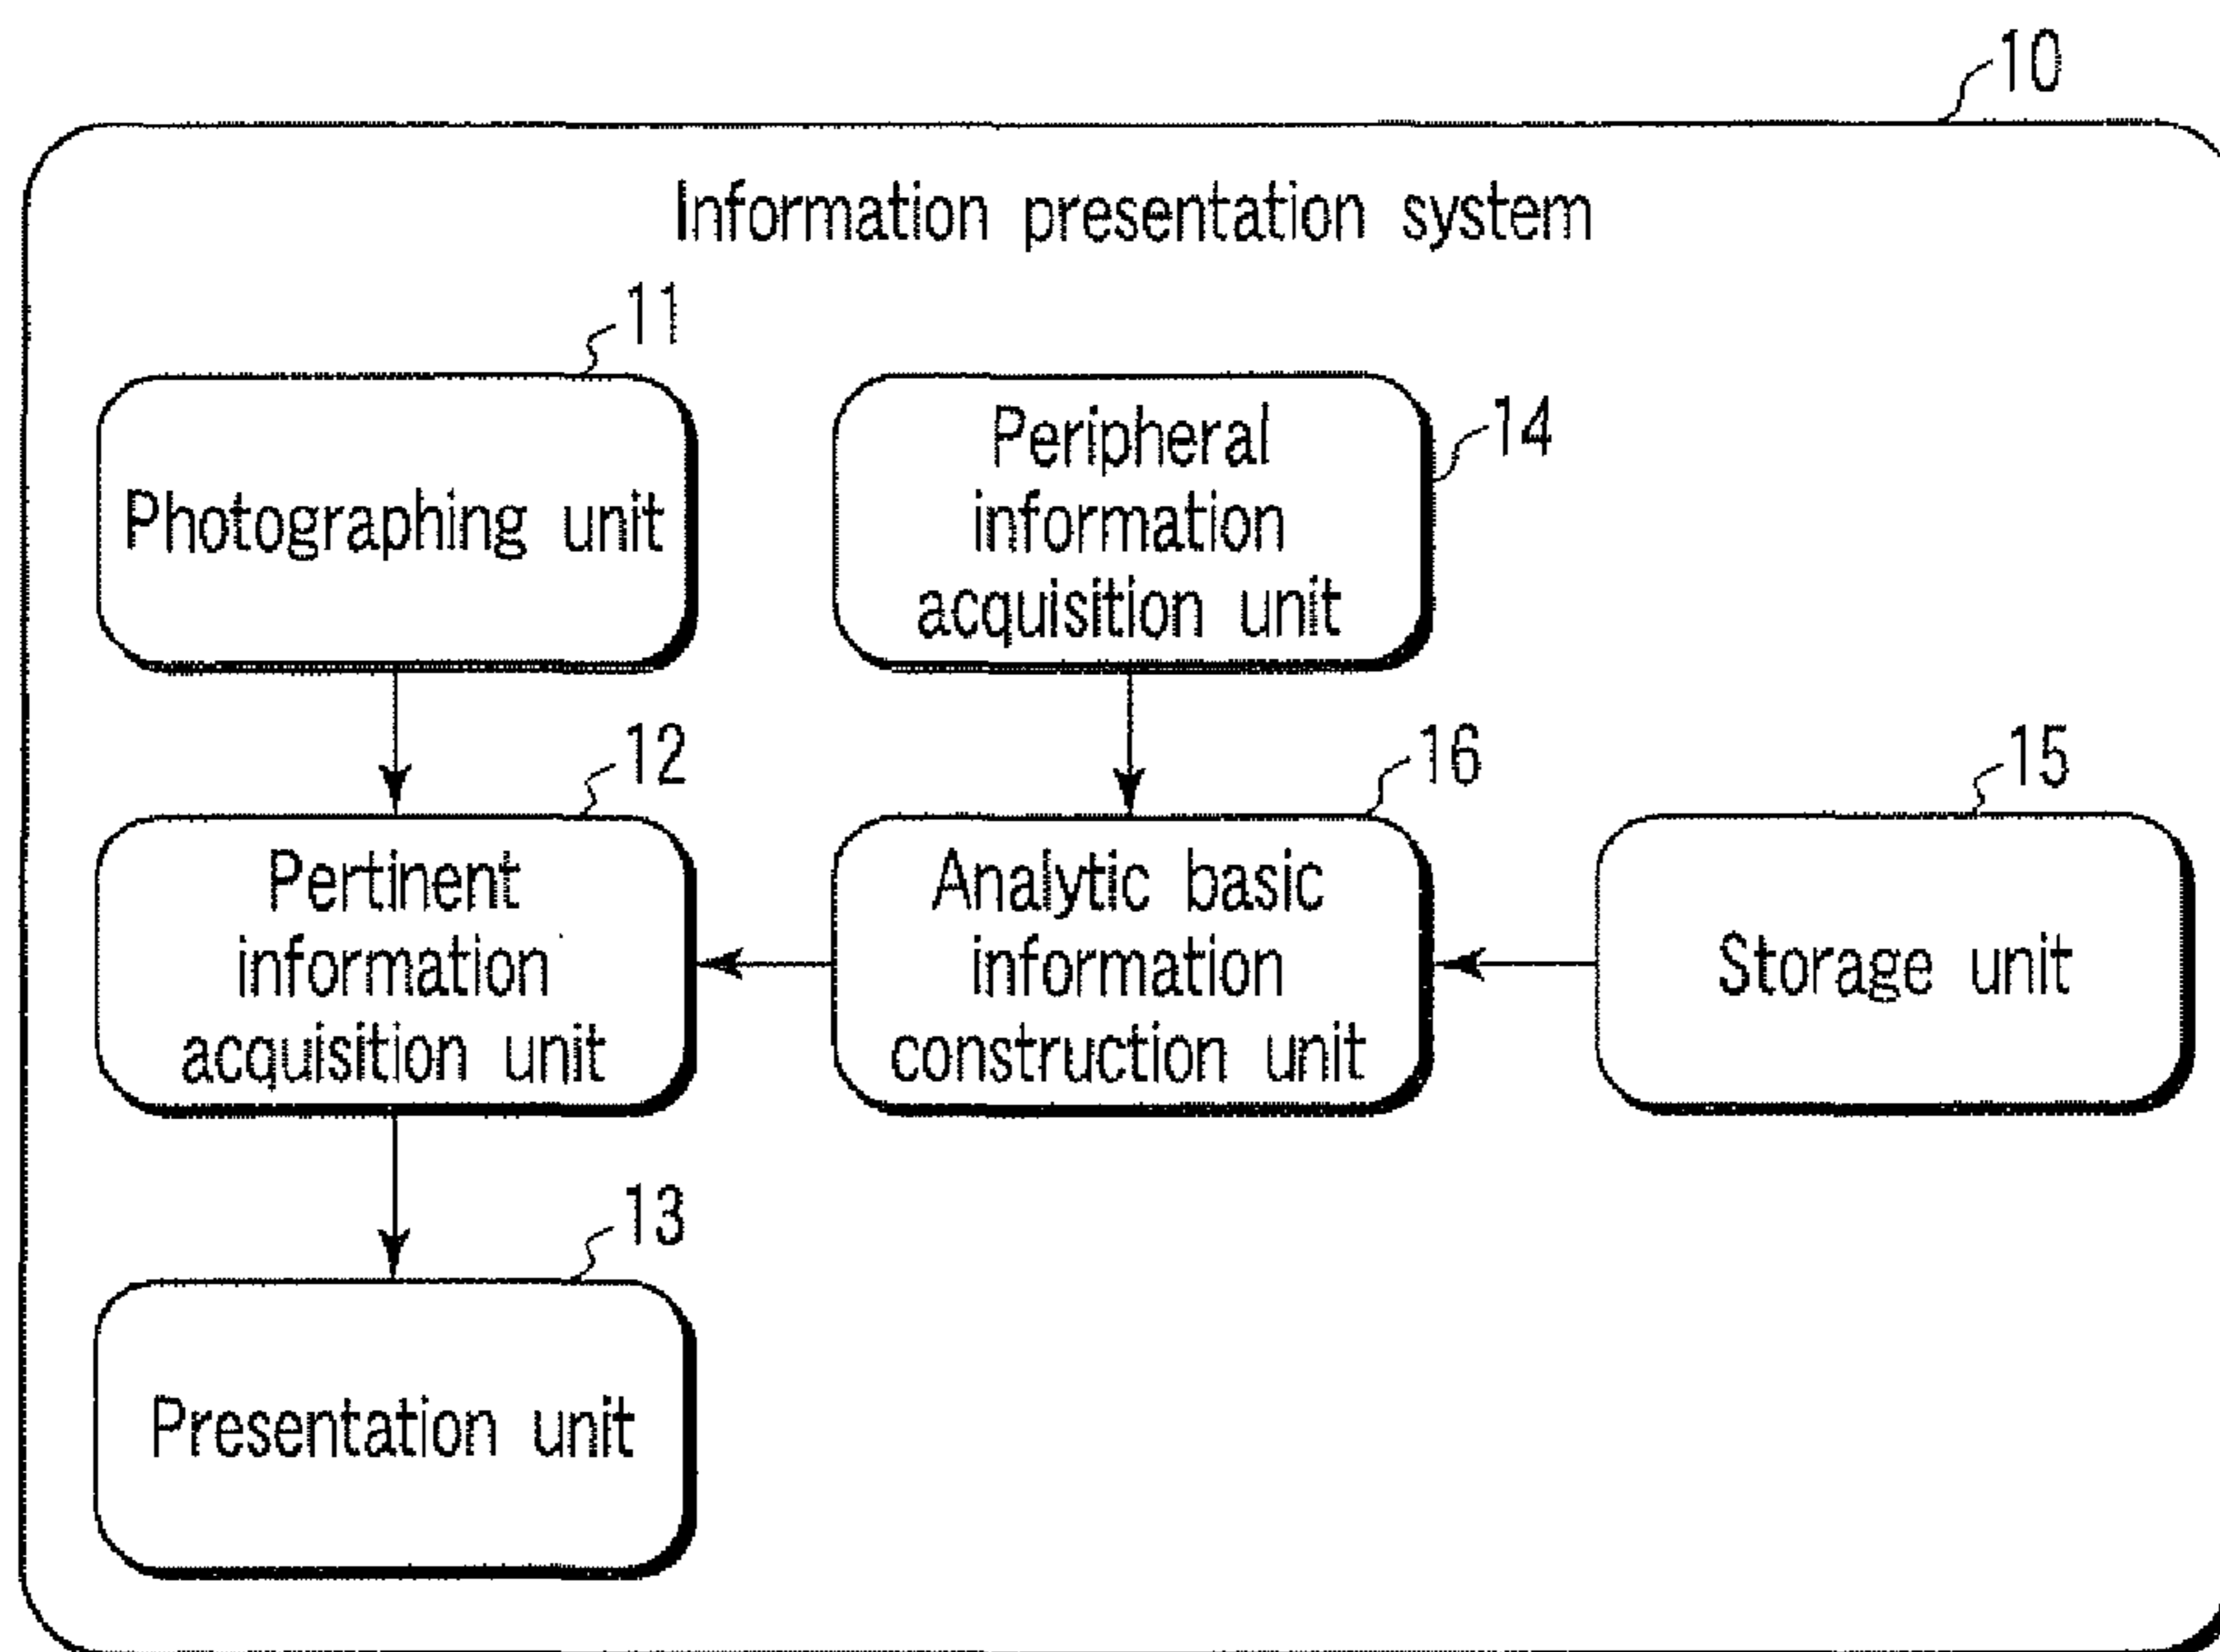 10
Information presentation system
11
Photographing unit
14
Peripheral
information
acquisition unit
12
Pertinent
information
acquisition unit
16
Analytic basic
information
construction unit
15
Storage unit
13
Presentation unit